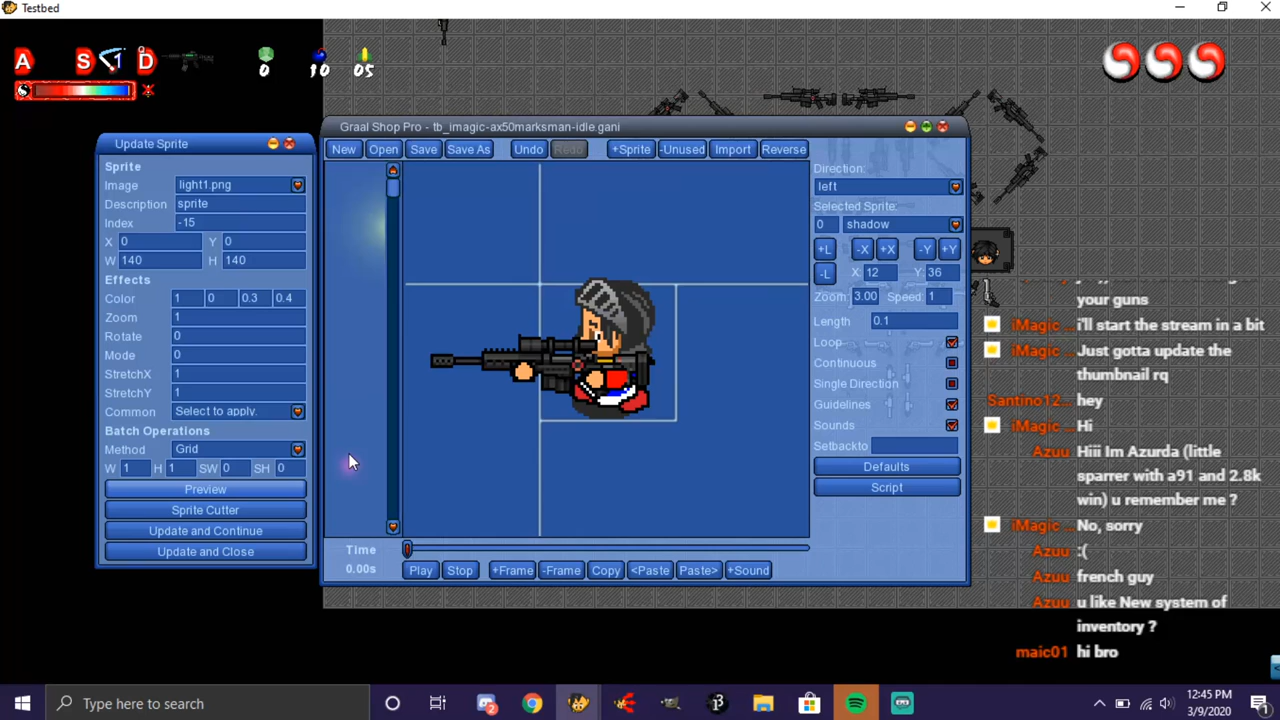 Testbed
A S 1 D Q
0 10 05
Update Sprite
Sprite
Image light1.png
Description sprite
Index -15
X 0 Y 0
W 140 H 140
Effects
Color 1 0 0.3 0.4
Zoom 1
Rotate 0
Mode 0
StretchX 1
StretchY 1
Common Select to apply.
Batch Operations
Method Grid
W 1 H 1 SW 0 SH 0
Preview
Sprite Cutter
Update and Continue
Update and Close
Graal Shop Pro - tb_imagic-ax50marksman-idle.gani
New Open Save Save As Undo Redo +Sprite -Unused Import Reverse
Direction:
left
Selected Sprite:
0 shadow
+L -X +X -Y +Y
-L X: 12 Y: 36
Zoom: 3.00 Speed: 1
Length 0.1
Loop
Continuous
Single Direction
Guidelines
Sounds
Setbackto
Defaults
Script
Time
0.00s
Play Stop +Frame -Frame Copy <Paste Paste> +Sound
your guns
iMagic ... i'll start the stream in a bit
iMagic ... Just gotta update the
thumbnail rq
Santino12... hey
iMagic ... Hi
Azuu Hiii Im Azurda (little
sparrer with a91 and 2.8k
win) u remember me ?
iMagic ... No, sorry
Azuu :(
Azuu french guy
Azuu u like New system of
inventory ?
maic01 hi bro
Type here to search
12:45 PM
3/9/2020